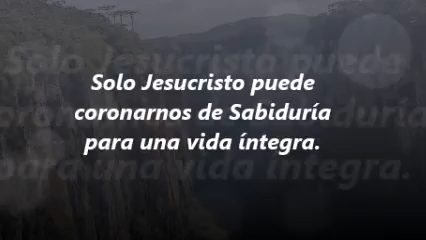 Solo Jesucristo puede
coronarnos de Sabiduría
para una vida íntegra.